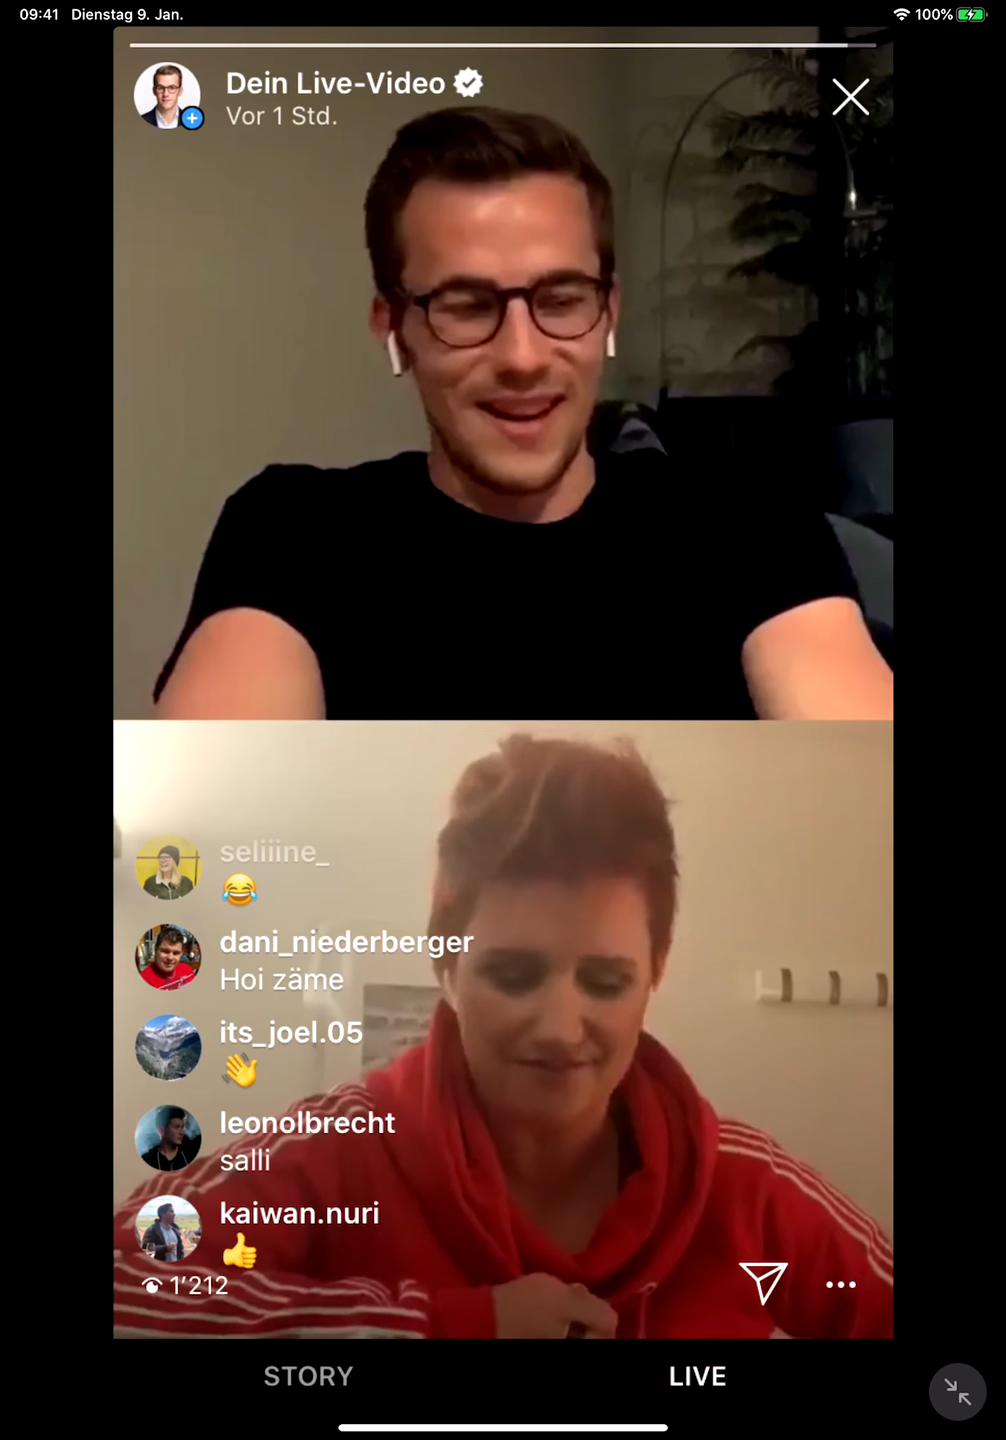 09:41 Dienstag 9. Jan.
100%
Dein Live-Video
Vor 1 Std.
seliiine_
😂
dani_niederberger
Hoi zäme
its_joel.05
👋
leonolbrecht
salli
kaiwan.nuri
👍
1’212
STORY
LIVE